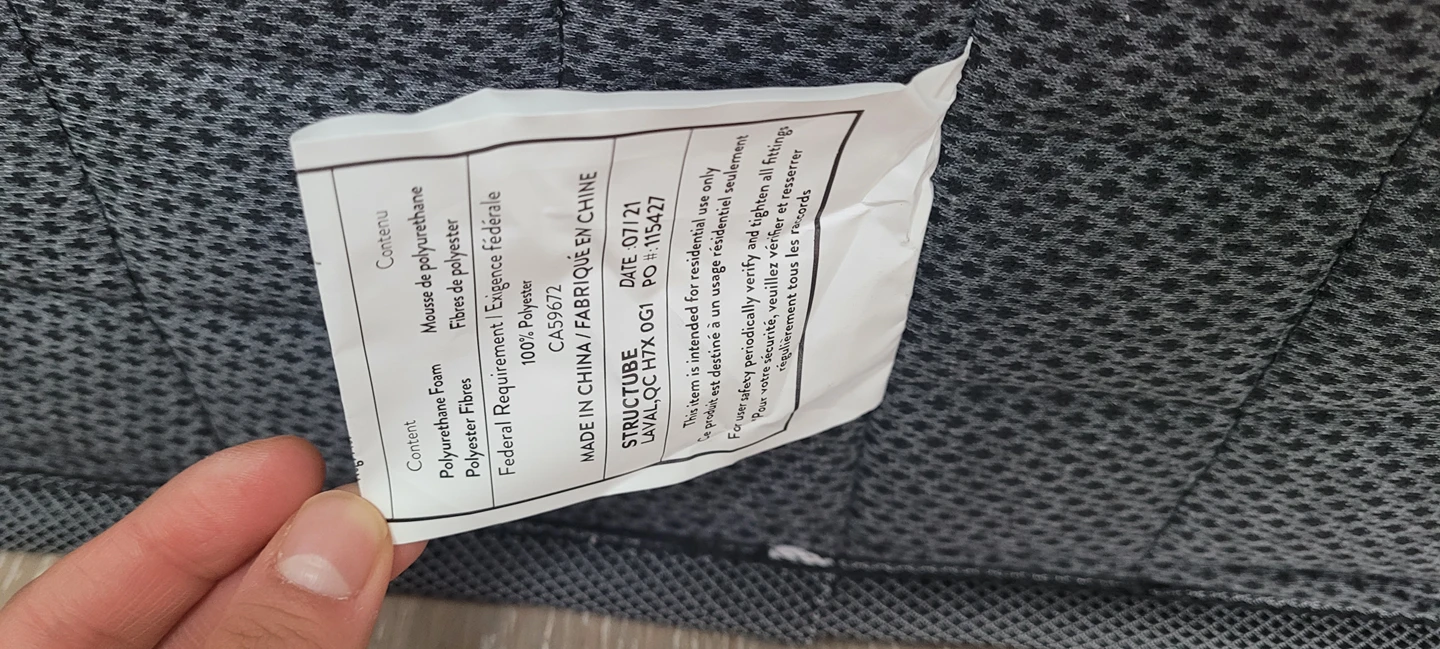 Content Contenu
Polyurethane Foam Mousse de polyurethane
Polyester Fibres Fibres de polyester
Federal Requirement | Exigence fédérale
100% Polyester
CA59672
MADE IN CHINA / FABRIQUÉ EN CHINE
STRUCTUBE DATE :07/21
LAVAL,QC H7X 0G1 PO #: 115427
This item is intended for residential use only
Ce produit est destiné à un usage résidentiel seulement
For user safety periodically verify and tighten all fittings
Pour votre sécurité, veuillez vérifier et resserrer
régulièrement tous les raccords